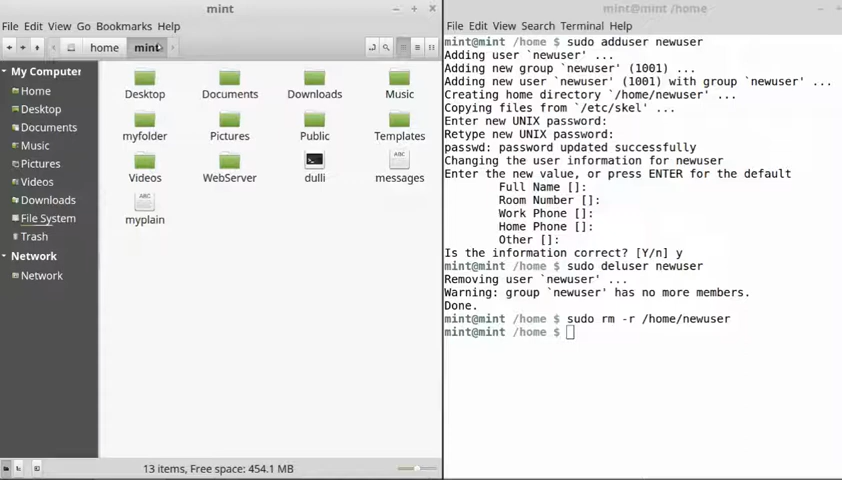 mint
File Edit View Go Bookmarks Help
home mint
My Computer
Home
Desktop
Documents
Music
Pictures
Videos
Downloads
File System
Trash
Network
Network
Desktop Documents Downloads Music
myfolder Pictures Public Templates
Videos WebServer dulli messages
myplain
13 items, Free space: 454.1 MB
mint@mint /home
File Edit View Search Terminal Help
mint@mint /home $ sudo adduser newuser
Adding user `newuser' ...
Adding new group `newuser' (1001) ...
Adding new user `newuser' (1001) with group `newuser' ...
Creating home directory `/home/newuser' ...
Copying files from `/etc/skel' ...
Enter new UNIX password:
Retype new UNIX password:
passwd: password updated successfully
Changing the user information for newuser
Enter the new value, or press ENTER for the default
Full Name []:
Room Number []:
Work Phone []:
Home Phone []:
Other []:
Is the information correct? [Y/n] y
mint@mint /home $ sudo deluser newuser
Removing user `newuser' ...
Warning: group `newuser' has no more members.
Done.
mint@mint /home $ sudo rm -r /home/newuser
mint@mint /home $